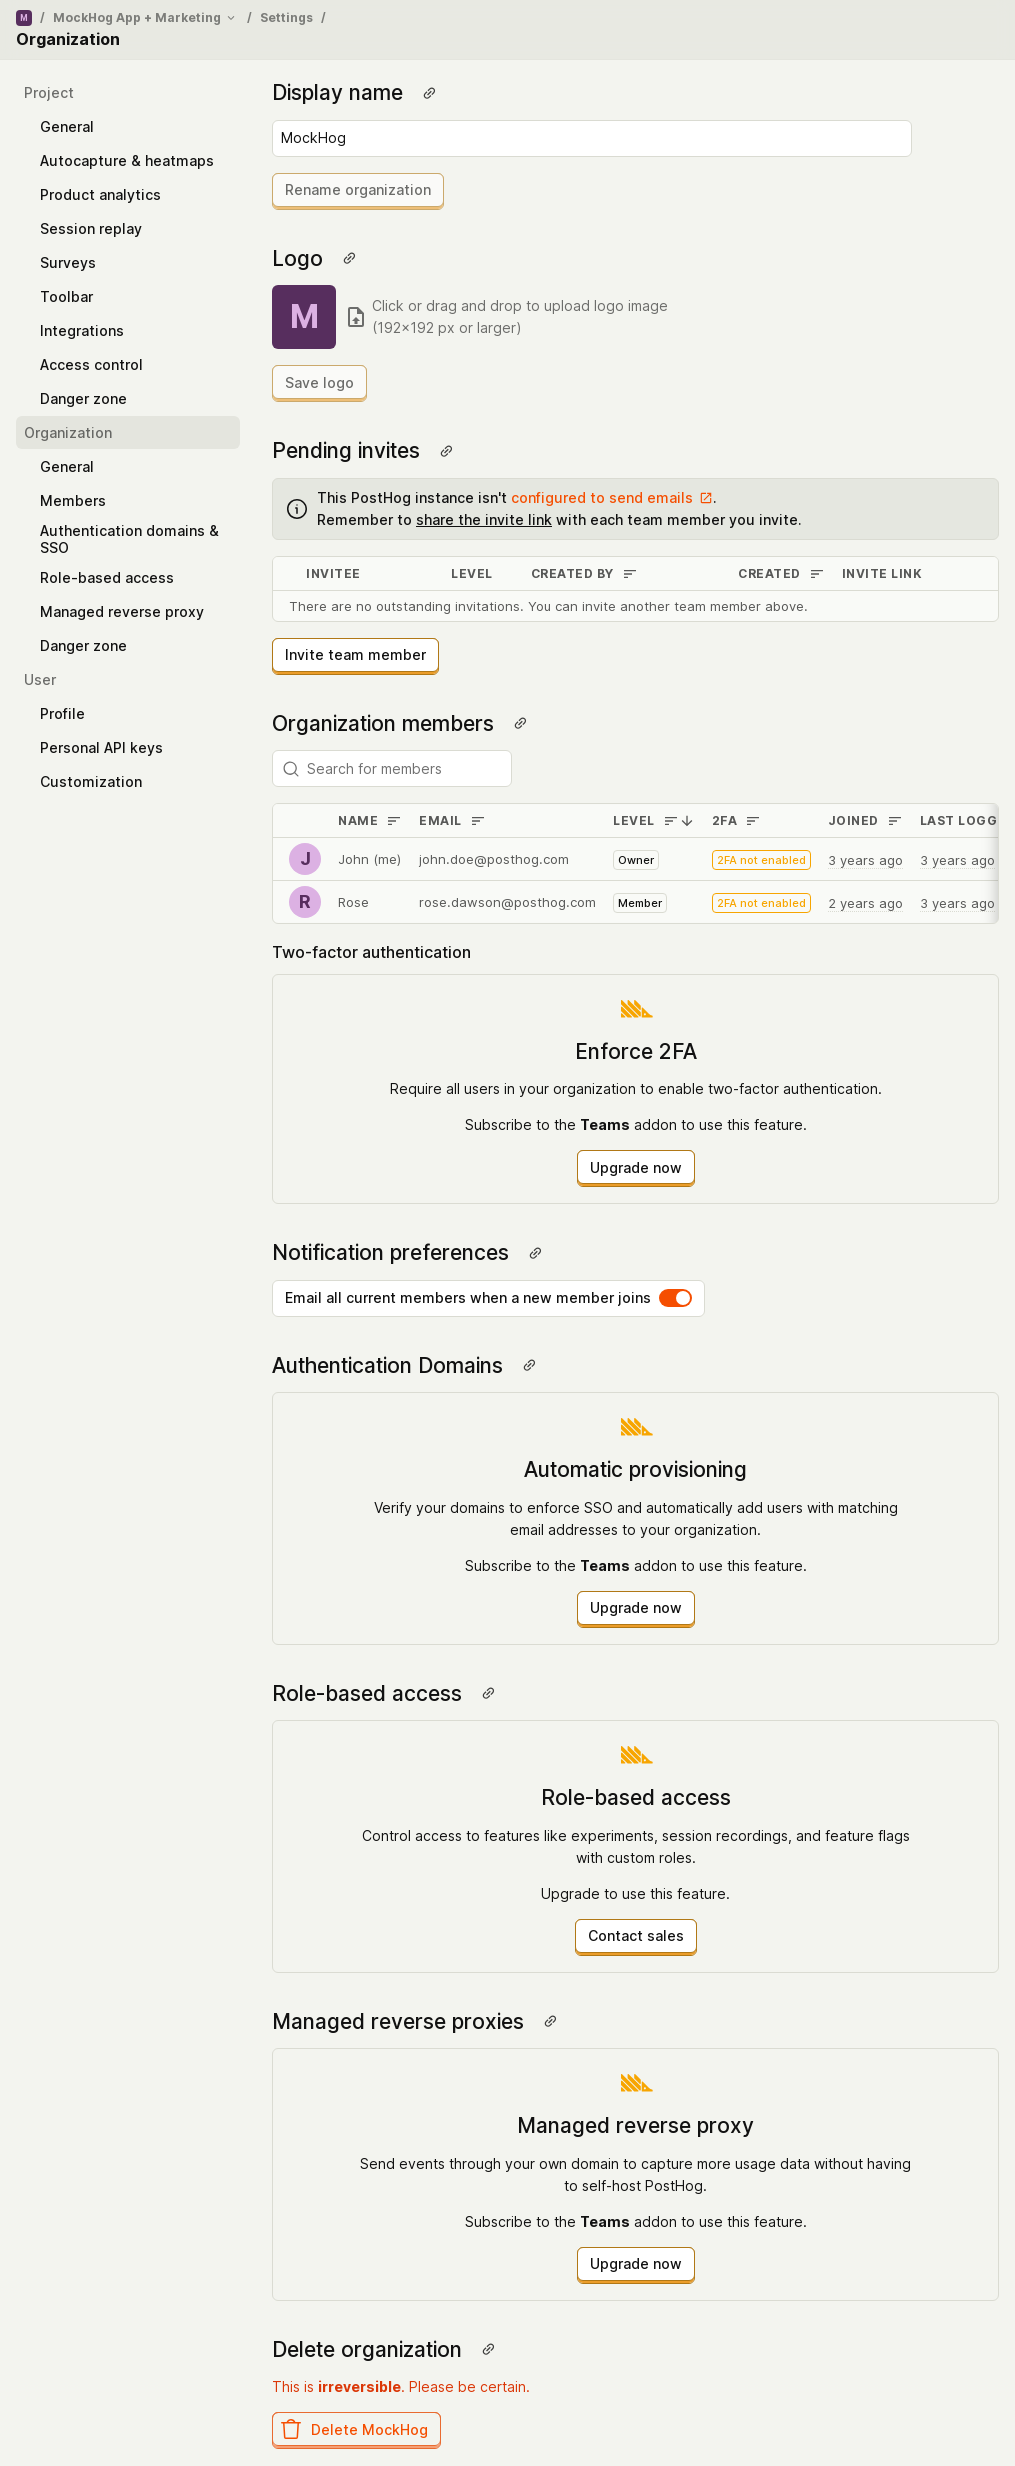 M / MockHog App + Marketing / Settings /
Organization
Project
General
Autocapture & heatmaps
Product analytics
Session replay
Surveys
Toolbar
Integrations
Access control
Danger zone
Organization
General
Members
Authentication domains &
SSO
Role-based access
Managed reverse proxy
Danger zone
User
Profile
Personal API keys
Customization
Display name
MockHog
Rename organization
Logo
M
Click or drag and drop to upload logo image
(192×192 px or larger)
Save logo
Pending invites
This PostHog instance isn't configured to send emails .
Remember to share the invite link with each team member you invite.
INVITEE LEVEL CREATED BY CREATED INVITE LINK
There are no outstanding invitations. You can invite another team member above.
Invite team member
Organization members
Search for members
NAME EMAIL LEVEL 2FA JOINED LAST LOGG
J John (me) john.doe@posthog.com Owner 2FA not enabled 3 years ago 3 years ago
R Rose rose.dawson@posthog.com Member 2FA not enabled 2 years ago 3 years ago
Two-factor authentication
Enforce 2FA
Require all users in your organization to enable two-factor authentication.
Subscribe to the Teams addon to use this feature.
Upgrade now
Notification preferences
Email all current members when a new member joins
Authentication Domains
Automatic provisioning
Verify your domains to enforce SSO and automatically add users with matching
email addresses to your organization.
Subscribe to the Teams addon to use this feature.
Upgrade now
Role-based access
Role-based access
Control access to features like experiments, session recordings, and feature flags
with custom roles.
Upgrade to use this feature.
Contact sales
Managed reverse proxies
Managed reverse proxy
Send events through your own domain to capture more usage data without having
to self-host PostHog.
Subscribe to the Teams addon to use this feature.
Upgrade now
Delete organization
This is irreversible. Please be certain.
Delete MockHog